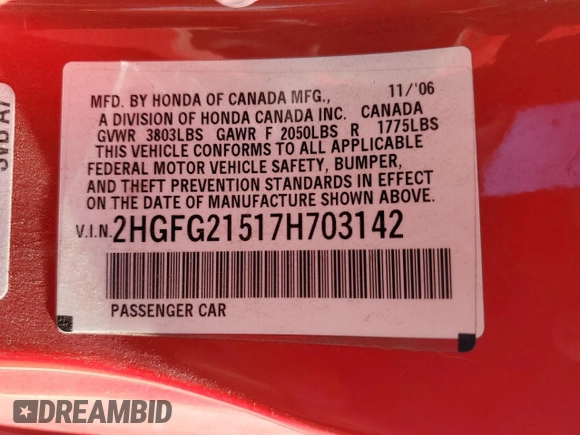 MFD. BY HONDA OF CANADA MFG., 11/'06
A DIVISION OF HONDA CANADA INC. CANADA
GVWR 3803LBS GAWR F 2050LBS R 1775LBS
THIS VEHICLE CONFORMS TO ALL APPLICABLE
FEDERAL MOTOR VEHICLE SAFETY, BUMPER,
AND THEFT PREVENTION STANDARDS IN EFFECT
ON THE DATE OF MANUFACTURE SHOWN ABOVE.
V.I.N. 2HGFG21517H703142
PASSENGER CAR
DREAMBID